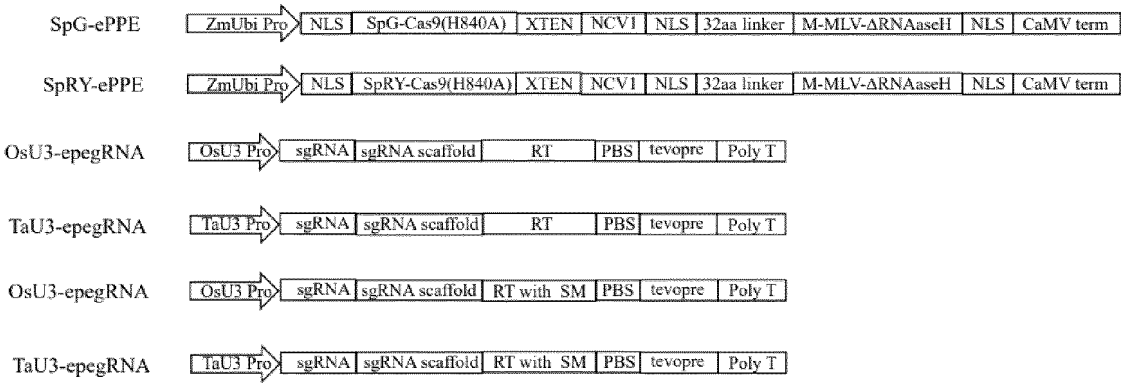 SpG-ePPE ZmUbi Pro NLS SpG-Cas9(H840A) XTEN NCV1 NLS 32aa linker M-MLV-ΔRNAaseH NLS CaMV term
SpRY-ePPE ZmUbi Pro NLS SpRY-Cas9(H840A) XTEN NCV1 NLS 32aa linker M-MLV-ΔRNAaseH NLS CaMV term
OsU3-epegRNA OsU3 Pro sgRNA sgRNA scaffold RT PBS tevopre Poly T
TaU3-epegRNA TaU3 Pro sgRNA sgRNA scaffold RT PBS tevopre Poly T
OsU3-epegRNA OsU3 Pro sgRNA sgRNA scaffold RT with SM PBS tevopre Poly T
TaU3-epegRNA TaU3 Pro sgRNA sgRNA scaffold RT with SM PBS tevopre Poly T